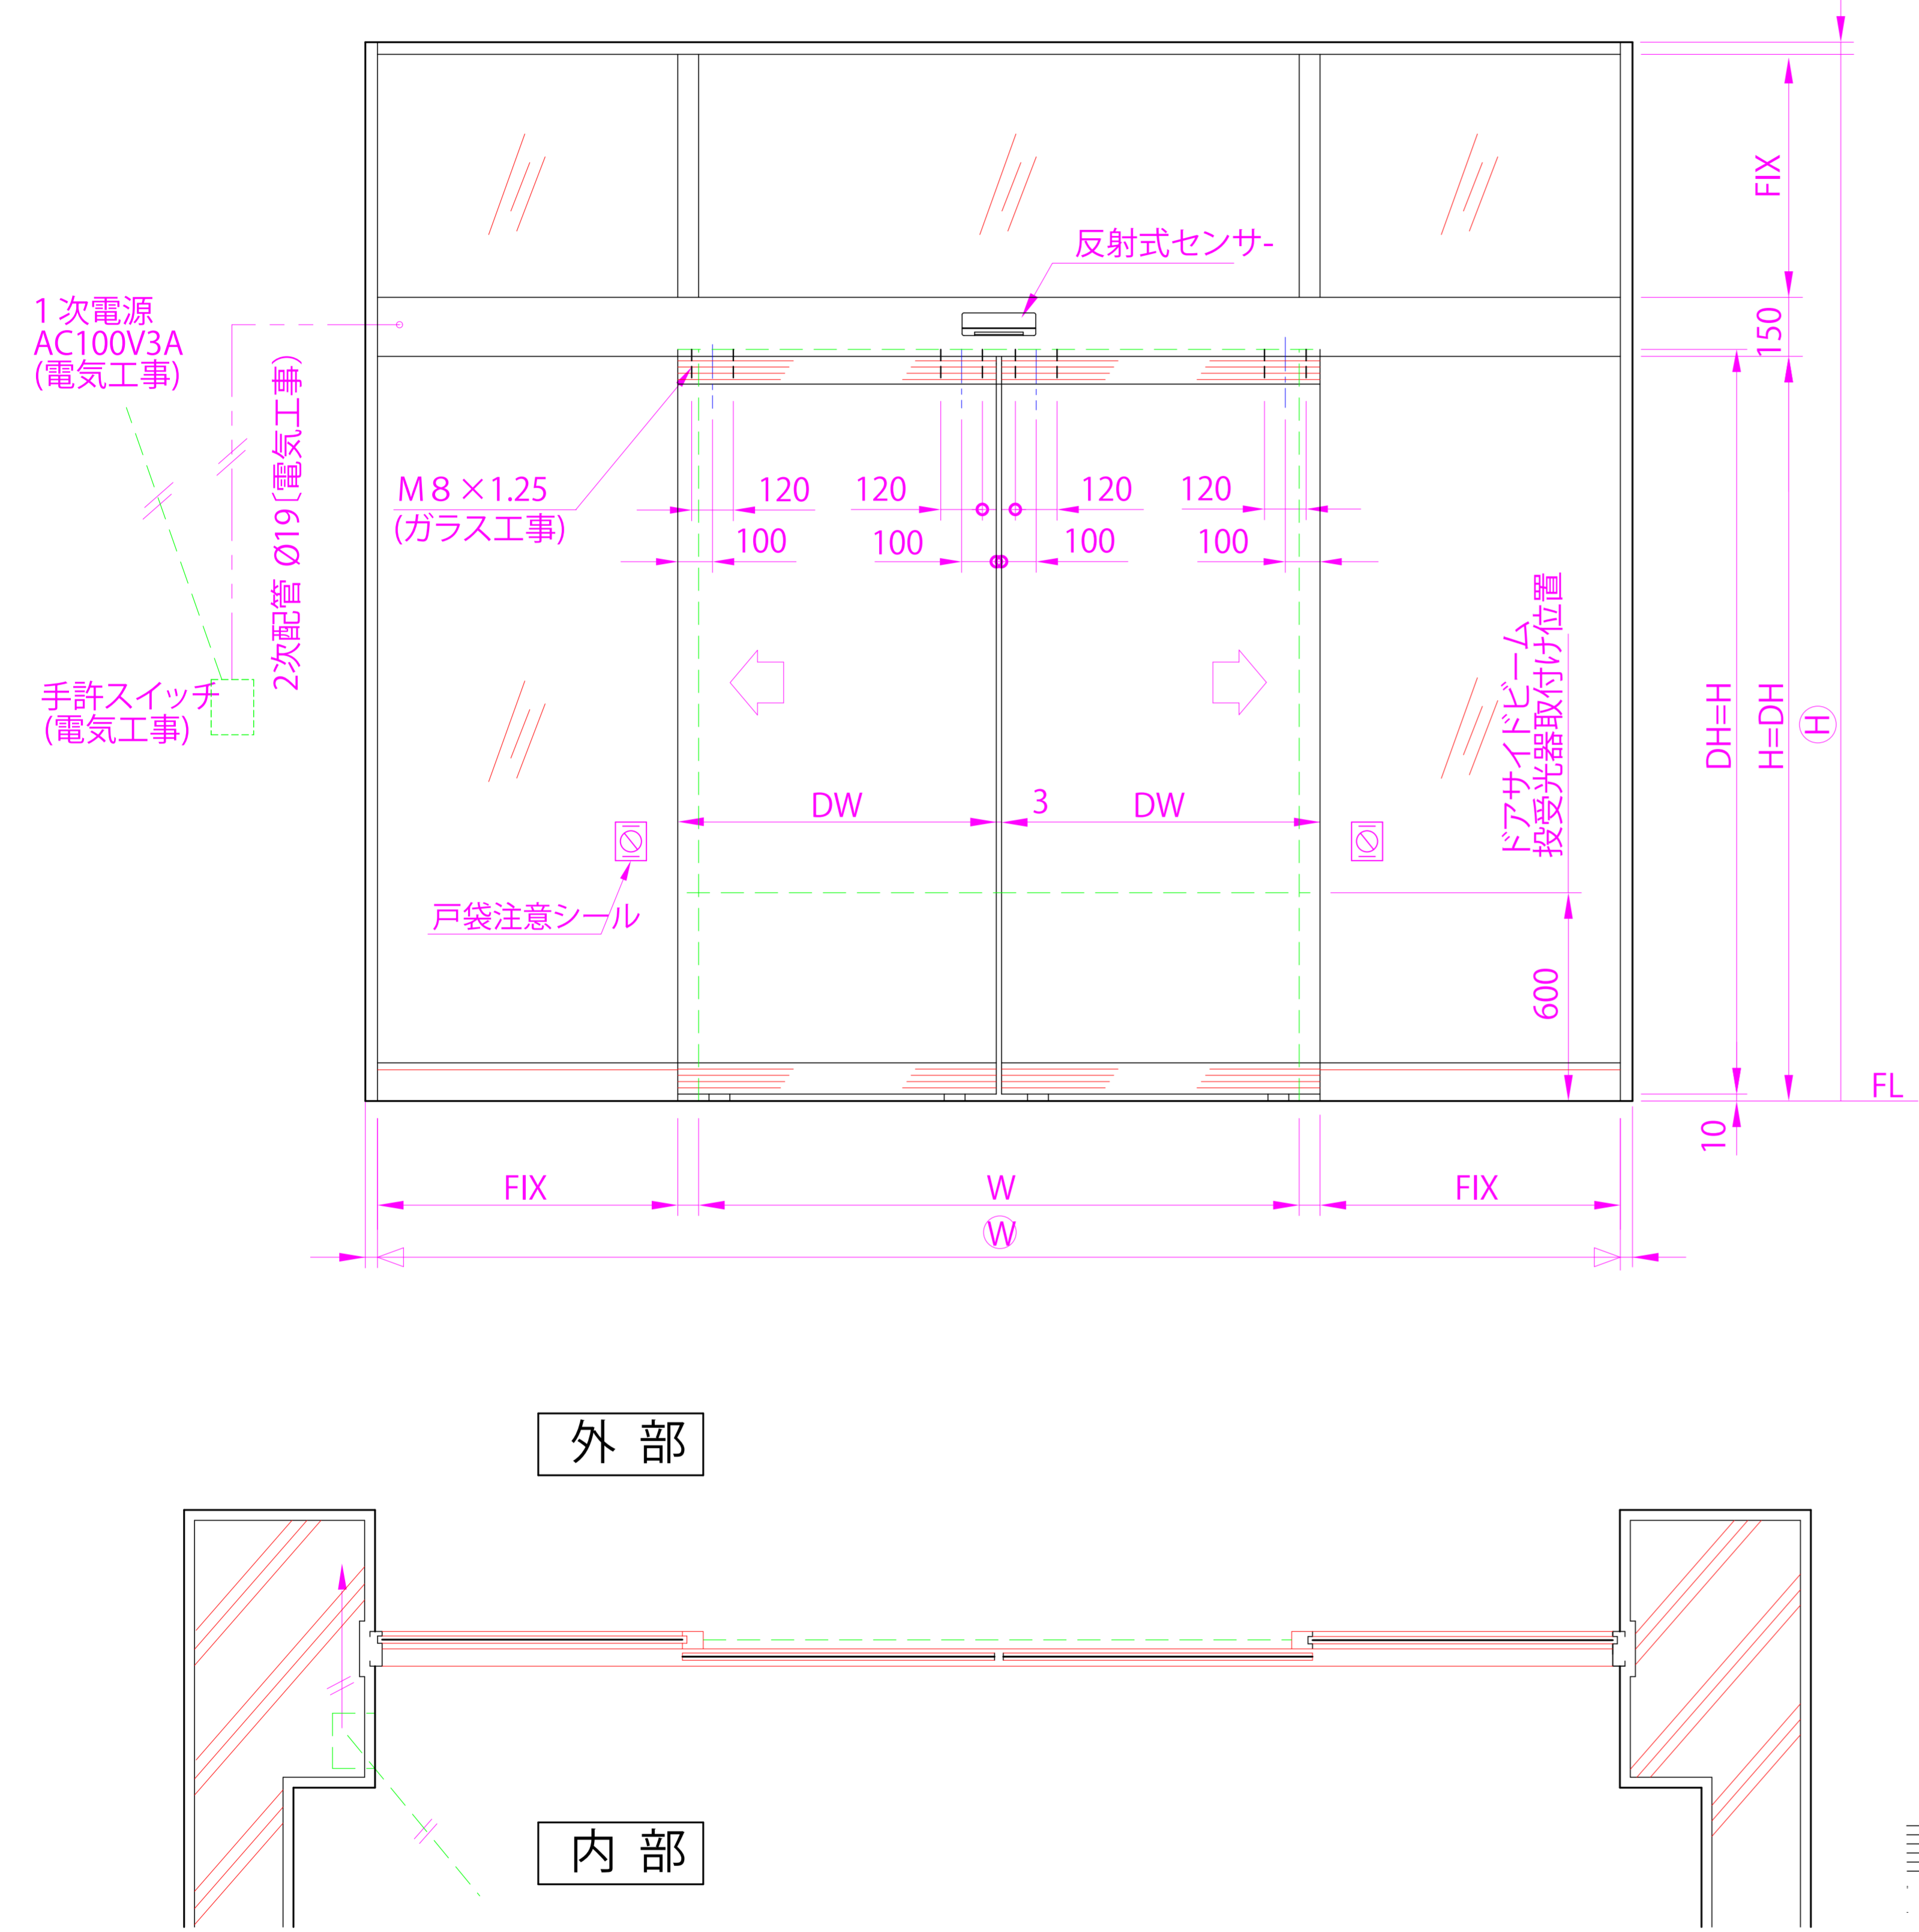 FIX
反射式センサ-
1 次電源
AC100V3A
(電気工事)
150
2次配管 Ø19〔電気工事〕
M8×1.25
(ガラス工事)
120
120
120
120
100
100
100
100
手許スイッチ
(電気工事)
ドアサイドビーム
投受光器取付け位置
DH=H
H=DH
H
DW
3
DW
戸袋注意シール
600
FL
10
FIX
W
FIX
W
外 部
内 部